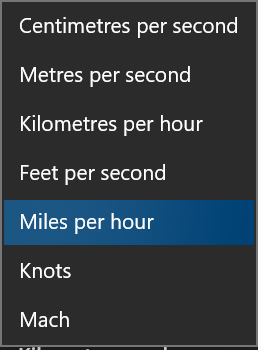 Centimetres per second
Metres per second
Kilometres per hour
Feet per second
Miles per hour
Knots
Mach